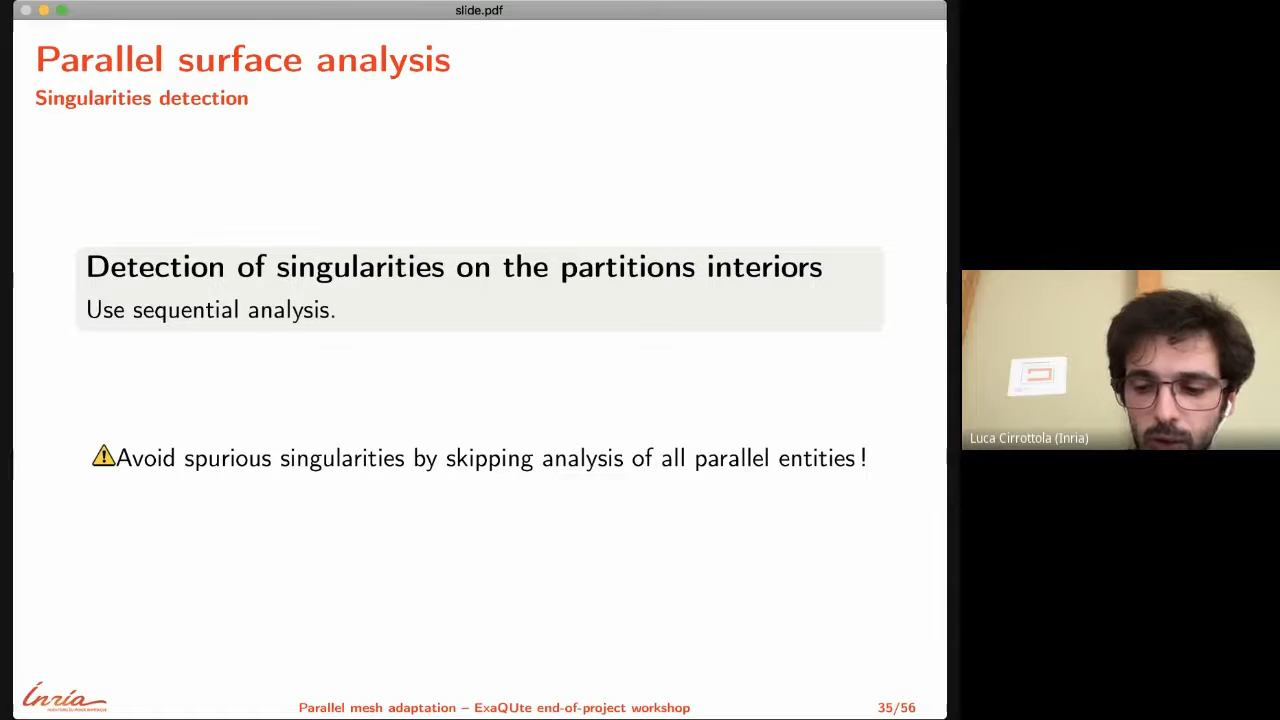 slide.pdf
Parallel surface analysis
Singularities detection
Detection of singularities on the partitions interiors
Use sequential analysis.
Avoid spurious singularities by skipping analysis of all parallel entities !
Luca Cirrottola (Inria)
Inria
Parallel mesh adaptation – ExaQUte end-of-project workshop
35/56